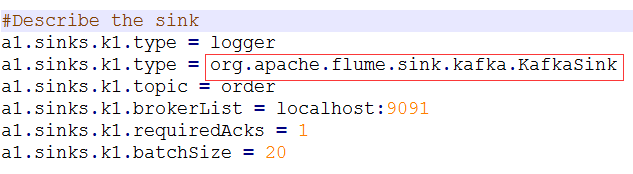 #Describe the sink
a1.sinks.k1.type = logger
a1.sinks.k1.type = org.apache.flume.sink.kafka.KafkaSink
a1.sinks.k1.topic = order
a1.sinks.k1.brokerList = localhost:9091
a1.sinks.k1.requiredAcks = 1
a1.sinks.k1.batchSize = 20